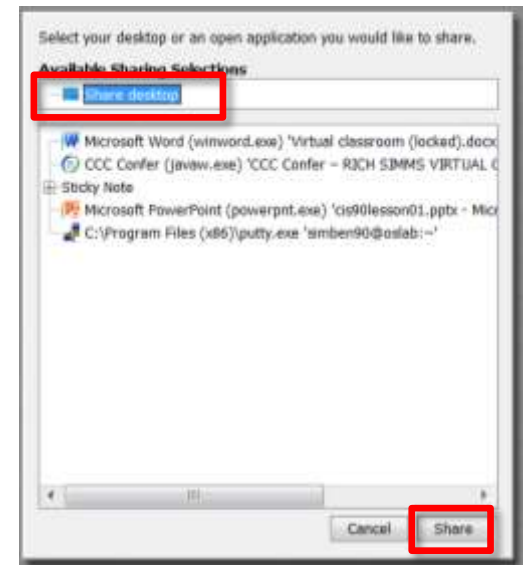 Select your desktop or an open application you would like to share.
Available Sharing Selections
Share desktop
Microsoft Word (winword.exe) 'Virtual classroom (locked).docx
CCC Confer (javaw.exe) 'CCC Confer – RICH SIMMS VIRTUAL C
Sticky Note
Microsoft PowerPoint (powerpnt.exe) 'cis90lesson01.pptx - Micr
C:\Program Files (x86)\putty.exe 'simben90@oslab:~'
Cancel Share